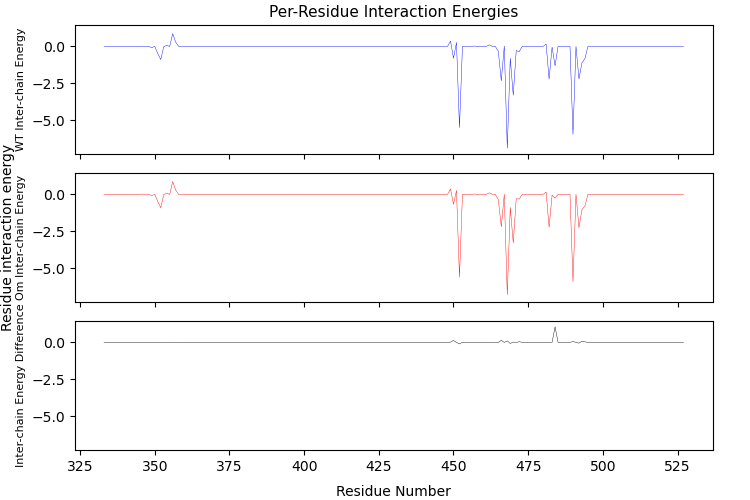 Per-Residue Interaction Energies
Residue interaction energy
WT Inter-chain Energy
0.0
−2.5
−5.0
Om Inter-chain Energy
0.0
−2.5
−5.0
Inter-chain Energy Difference
0.0
−2.5
−5.0
325 350 375 400 425 450 475 500 525
Residue Number